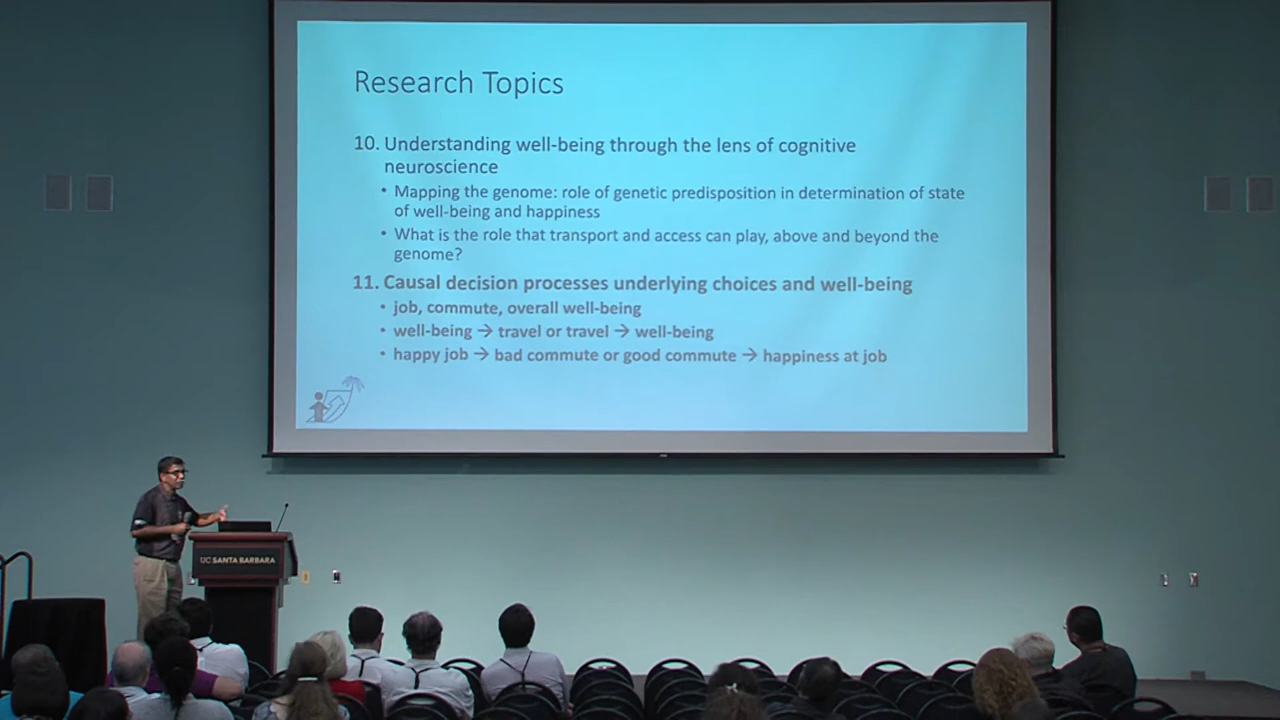 Research Topics
10. Understanding well-being through the lens of cognitive
neuroscience
• Mapping the genome: role of genetic predisposition in determination of state
of well-being and happiness
• What is the role that transport and access can play, above and beyond the
genome?
11. Causal decision processes underlying choices and well-being
• job, commute, overall well-being
• well-being → travel or travel → well-being
• happy job → bad commute or good commute → happiness at job
UC SANTA BARBARA